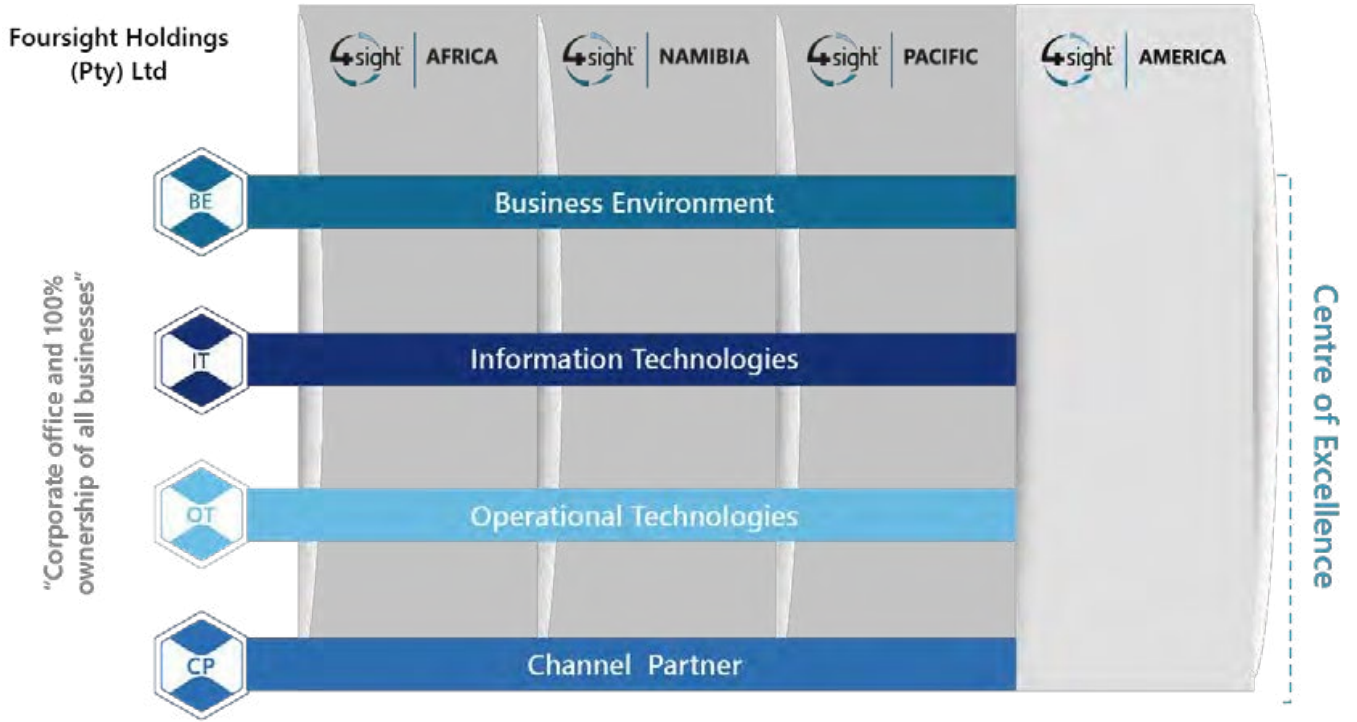 Foursight Holdings
(Pty) Ltd
4sight | AFRICA
4sight | NAMIBIA
4sight | PACIFIC
4sight | AMERICA
BE
Business Environment
IT
Information Technologies
OT
Operational Technologies
CP
Channel Partner
“Corporate office and 100%
ownership of all businesses”
Centre of Excellence